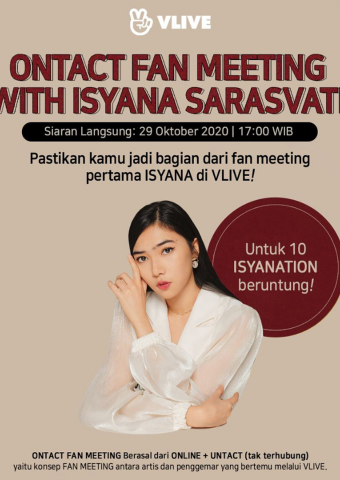 VLIVE
ONTACT FAN MEETING
WITH ISYANA SARASVATI
Siaran Langsung: 29 Oktober 2020 | 17:00 WIB
Pastikan kamu jadi bagian dari fan meeting
pertama ISYANA di VLIVE!
Untuk 10
ISYANATION
beruntung!
ONTACT FAN MEETING Berasal dari ONLINE + UNTACT (tak terhubung)
yaitu konsep FAN MEETING antara artis dan penggemar yang bertemu melalui VLIVE.